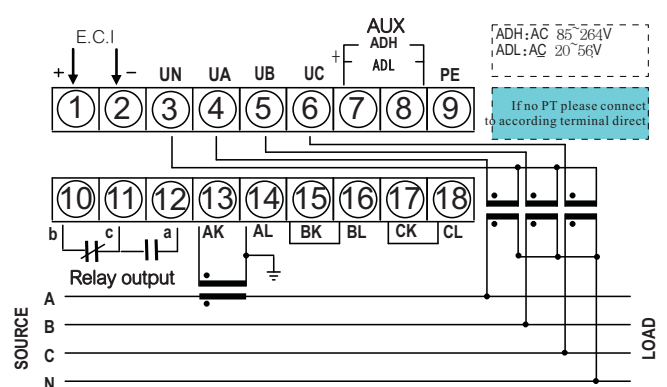 E.C.I
AUX
ADH
ADL
+ − UN UA UB UC + PE
1 2 3 4 5 6 7 8 9
ADH:AC 85~264V
ADL:AC 20~56V
If no PT please connect
to according terminal direct
10 11 12 13 14 15 16 17 18
b c a AK AL BK BL CK CL
Relay output
SOURCE
A
B
C
N
LOAD